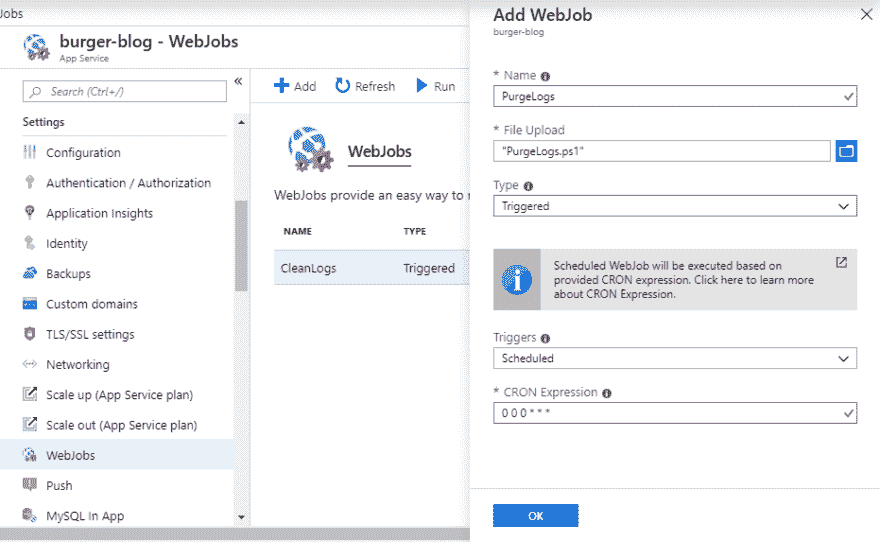 Jobs
burger-blog - WebJobs
App Service
Search (Ctrl+/)
«
Settings
Configuration
Authentication / Authorization
Application Insights
Identity
Backups
Custom domains
TLS/SSL settings
Networking
Scale up (App Service plan)
Scale out (App Service plan)
WebJobs
Push
MySQL In App
Add
Refresh
Run
WebJobs
WebJobs provide an easy way to
NAME TYPE
CleanLogs Triggered
Add WebJob
burger-blog
* Name
PurgeLogs
* File Upload
"PurgeLogs.ps1"
Type
Triggered
Scheduled WebJob will be executed based on
provided CRON expression. Click here to learn more
about CRON Expression.
Triggers
Scheduled
* CRON Expression
0 0 0 * * *
OK